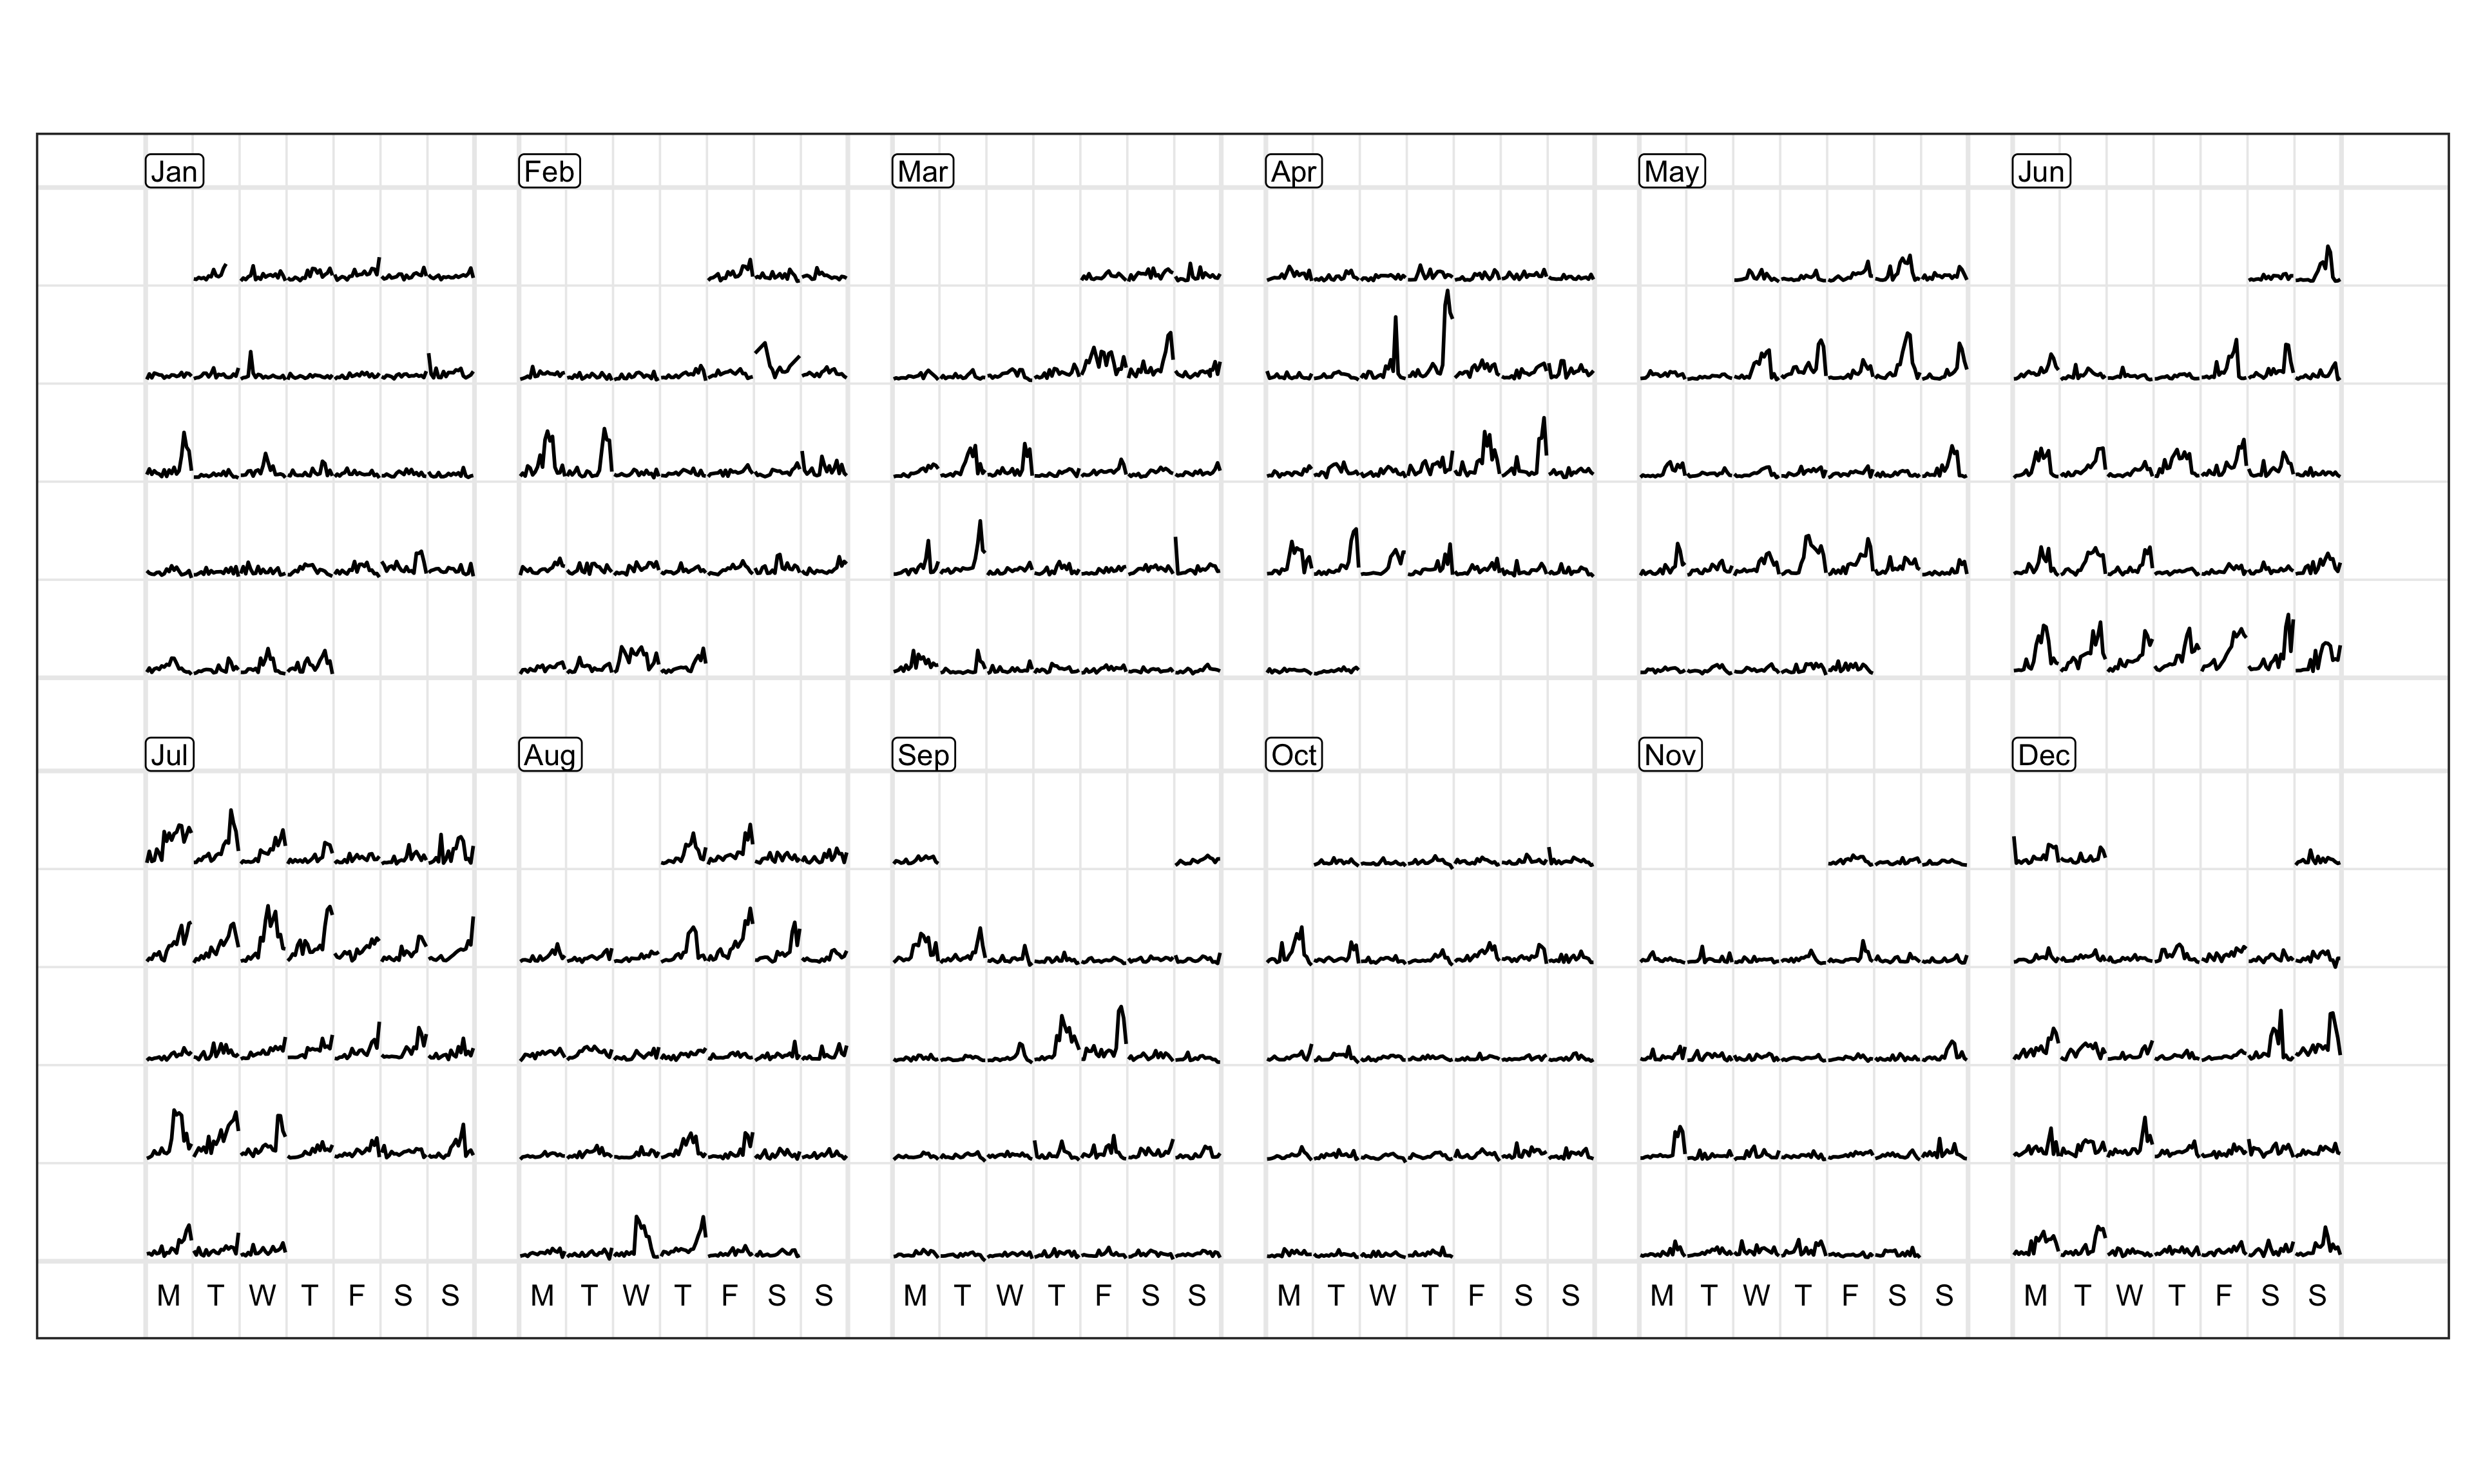 Jan Feb Mar Apr May Jun
Jul Aug Sep Oct Nov Dec
M T W T F S S M T W T F S S M T W T F S S M T W T F S S M T W T F S S M T W T F S S